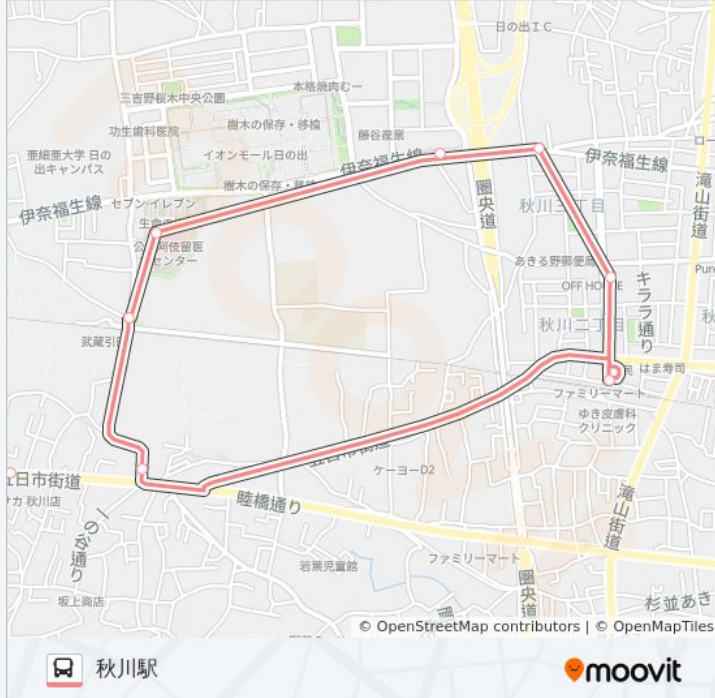 日の出ＩＣ
本格焼肉むー
三吉野桜木中央公園
樹木の保存・移植
功生歯科医院
藤谷産業
イオンモール日の出
亜細亜大学 日の
出キャンパス
伊奈福生線
伊奈福生線
樹木の保存・移植
圏央道
滝山街道
セブン-イレブン
伊奈福生線
秋川三丁目
阿伎留医
センター
あきる野郵便局
OFF HOUSE
キララ通り
秋川二丁目
武蔵引田
はま寿司
ファミリーマート
ゆき皮膚科
クリニック
五日市街道
ケーヨーD2
日市街道
秋川店
睦橋通り
滝山街道
一の谷通り
ファミリーマート
若葉児童館
圏央道
坂上商店
杉並あき
© OpenStreetMap contributors | © OpenMapTiles
秋川駅
moovit